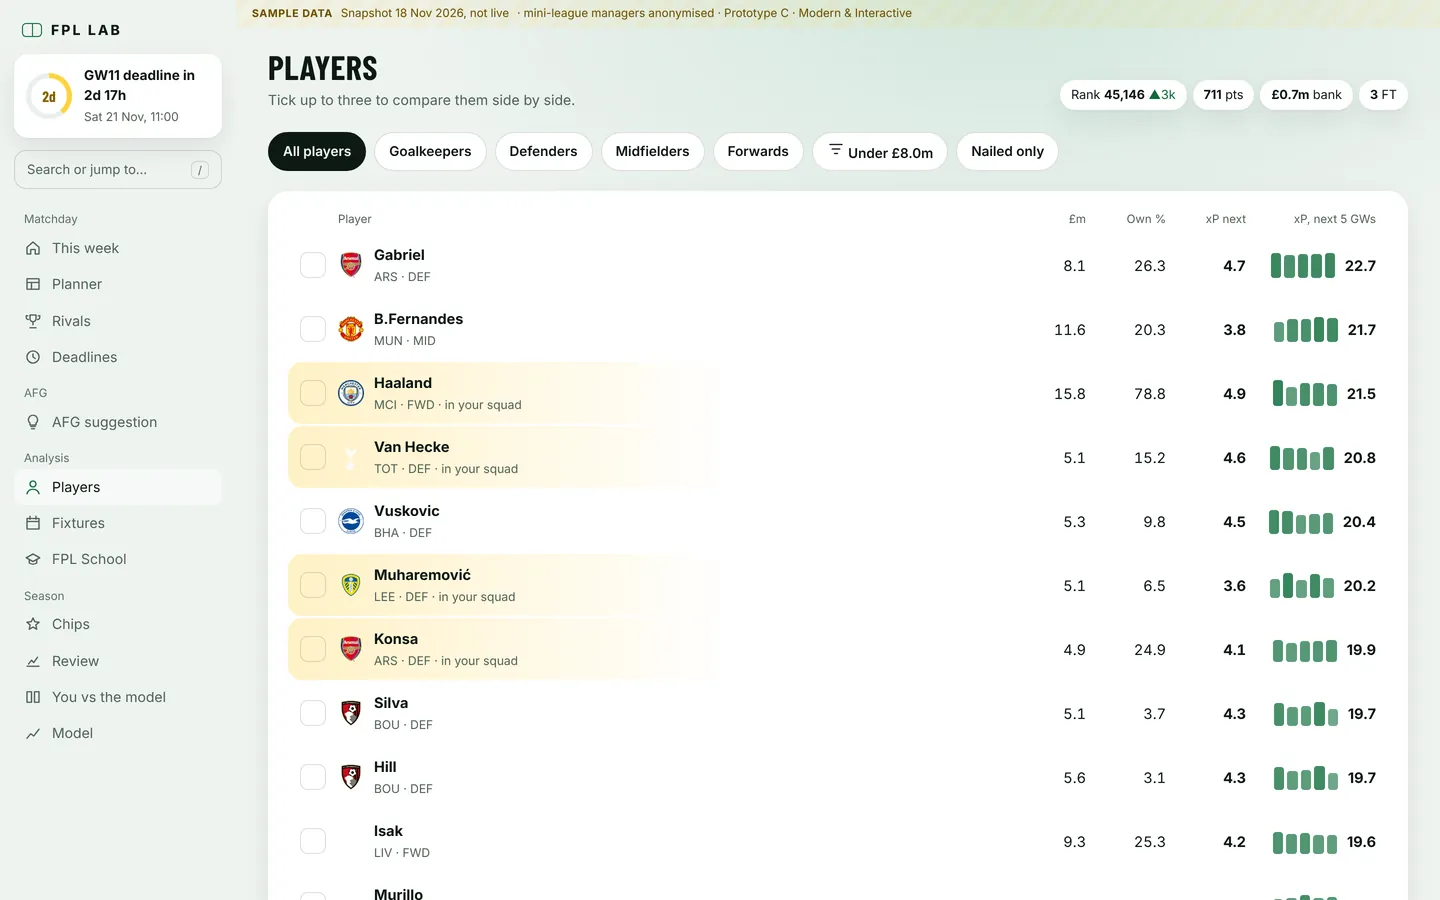 SAMPLE DATA Snapshot 18 Nov 2026, not live · mini-league managers anonymised · Prototype C · Modern & Interactive
FPL LAB
2d
GW11 deadline in
2d 17h
Sat 21 Nov, 11:00
Search or jump to... /
Matchday
This week
Planner
Rivals
Deadlines
AFG
AFG suggestion
Analysis
Players
Fixtures
FPL School
Season
Chips
Review
You vs the model
Model
PLAYERS
Tick up to three to compare them side by side.
Rank 45,146 ▲3k
711 pts
£0.7m bank
3 FT
All players
Goalkeepers
Defenders
Midfielders
Forwards
Under £8.0m
Nailed only
Player £m Own % xP next xP, next 5 GWs
Gabriel
ARS · DEF
8.1 26.3 4.7 22.7
B.Fernandes
MUN · MID
11.6 20.3 3.8 21.7
Haaland
MCI · FWD · in your squad
15.8 78.8 4.9 21.5
Van Hecke
TOT · DEF · in your squad
5.1 15.2 4.6 20.8
Vuskovic
BHA · DEF
5.3 9.8 4.5 20.4
Muharemović
LEE · DEF · in your squad
5.1 6.5 3.6 20.2
Konsa
ARS · DEF · in your squad
4.9 24.9 4.1 19.9
Silva
BOU · DEF
5.1 3.7 4.3 19.7
Hill
BOU · DEF
5.6 3.1 4.3 19.7
Isak
LIV · FWD
9.3 25.3 4.2 19.6
Murillo